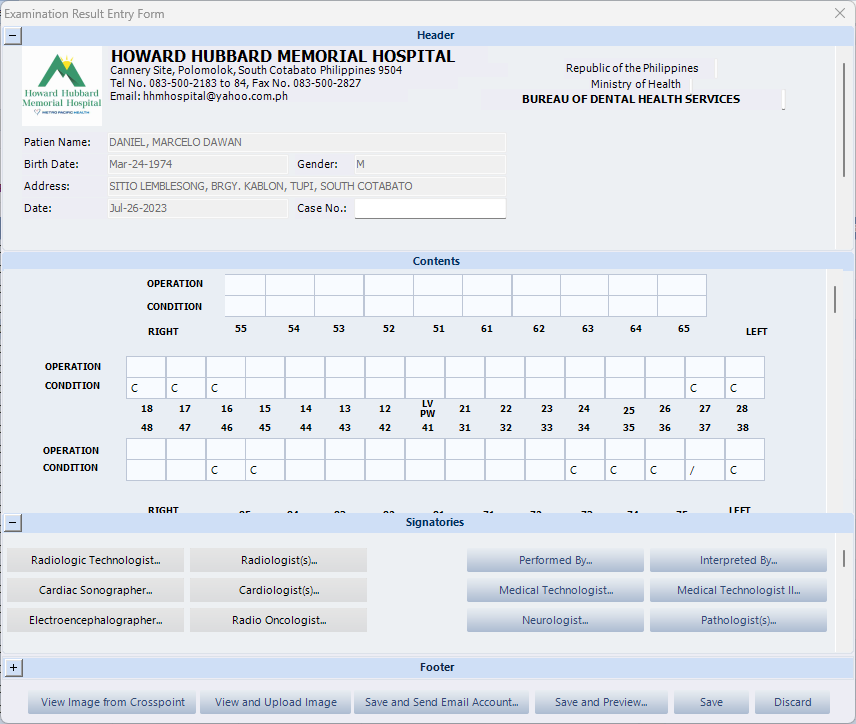 Examination Result Entry Form
Header
Howard Hubbard
Memorial Hospital
METRO PACIFIC HEALTH
HOWARD HUBBARD MEMORIAL HOSPITAL
Cannery Site, Polomolok, South Cotabato Philippines 9504
Tel No. 083-500-2183 to 84, Fax No. 083-500-2827
Email: hhmhospital@yahoo.com.ph
Republic of the Philippines
Ministry of Health
BUREAU OF DENTAL HEALTH SERVICES
Patien Name: DANIEL, MARCELO DAWAN
Birth Date: Mar-24-1974 Gender: M
Address: SITIO LEMBLESONG, BRGY. KABLON, TUPI, SOUTH COTABATO
Date: Jul-26-2023 Case No.:
Contents
OPERATION
CONDITION
RIGHT 55 54 53 52 51 61 62 63 64 65 LEFT
OPERATION
CONDITION C C C C C
18 17 16 15 14 13 12 LV PW 21 22 23 24 25 26 27 28
48 47 46 45 44 43 42 41 31 32 33 34 35 36 37 38
OPERATION
CONDITION C C C C C / C
RIGHT LEFT
Signatories
Radiologic Technologist... Radiologist(s)... Performed By... Interpreted By...
Cardiac Sonographer... Cardiologist(s)... Medical Technologist... Medical Technologist II...
Electroencephalographer... Radio Oncologist... Neurologist... Pathologist(s)...
Footer
View Image from Crosspoint View and Upload Image Save and Send Email Account... Save and Preview... Save Discard